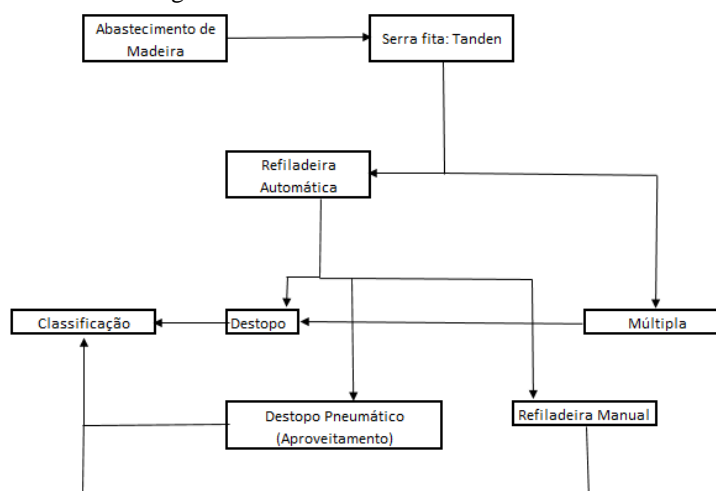 Abastecimento de
Madeira
Serra fita: Tanden
Refiladeira
Automática
Classificação
Destopo
Múltipla
Destopo Pneumático
(Aproveitamento)
Refiladeira Manual